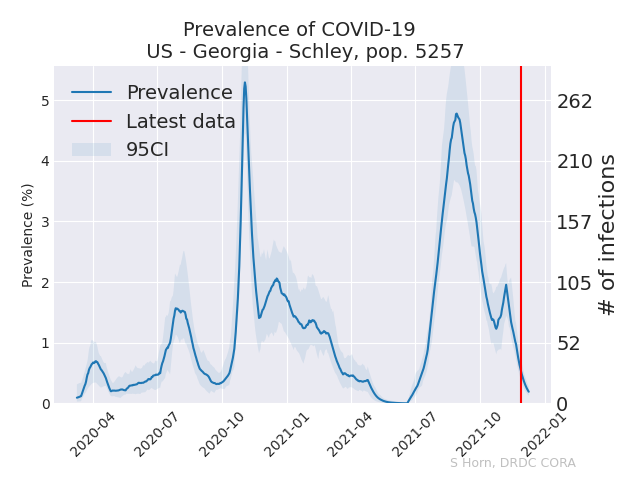 Prevalence of COVID-19
US - Georgia - Schley, pop. 5257
Prevalence
Latest data
95CI
Prevalence (%)
5
4
3
2
1
0
262
210
157
105
52
0
# of infections
2020-04
2020-07
2020-10
2021-01
2021-04
2021-07
2021-10
2022-01
S Horn, DRDC CORA